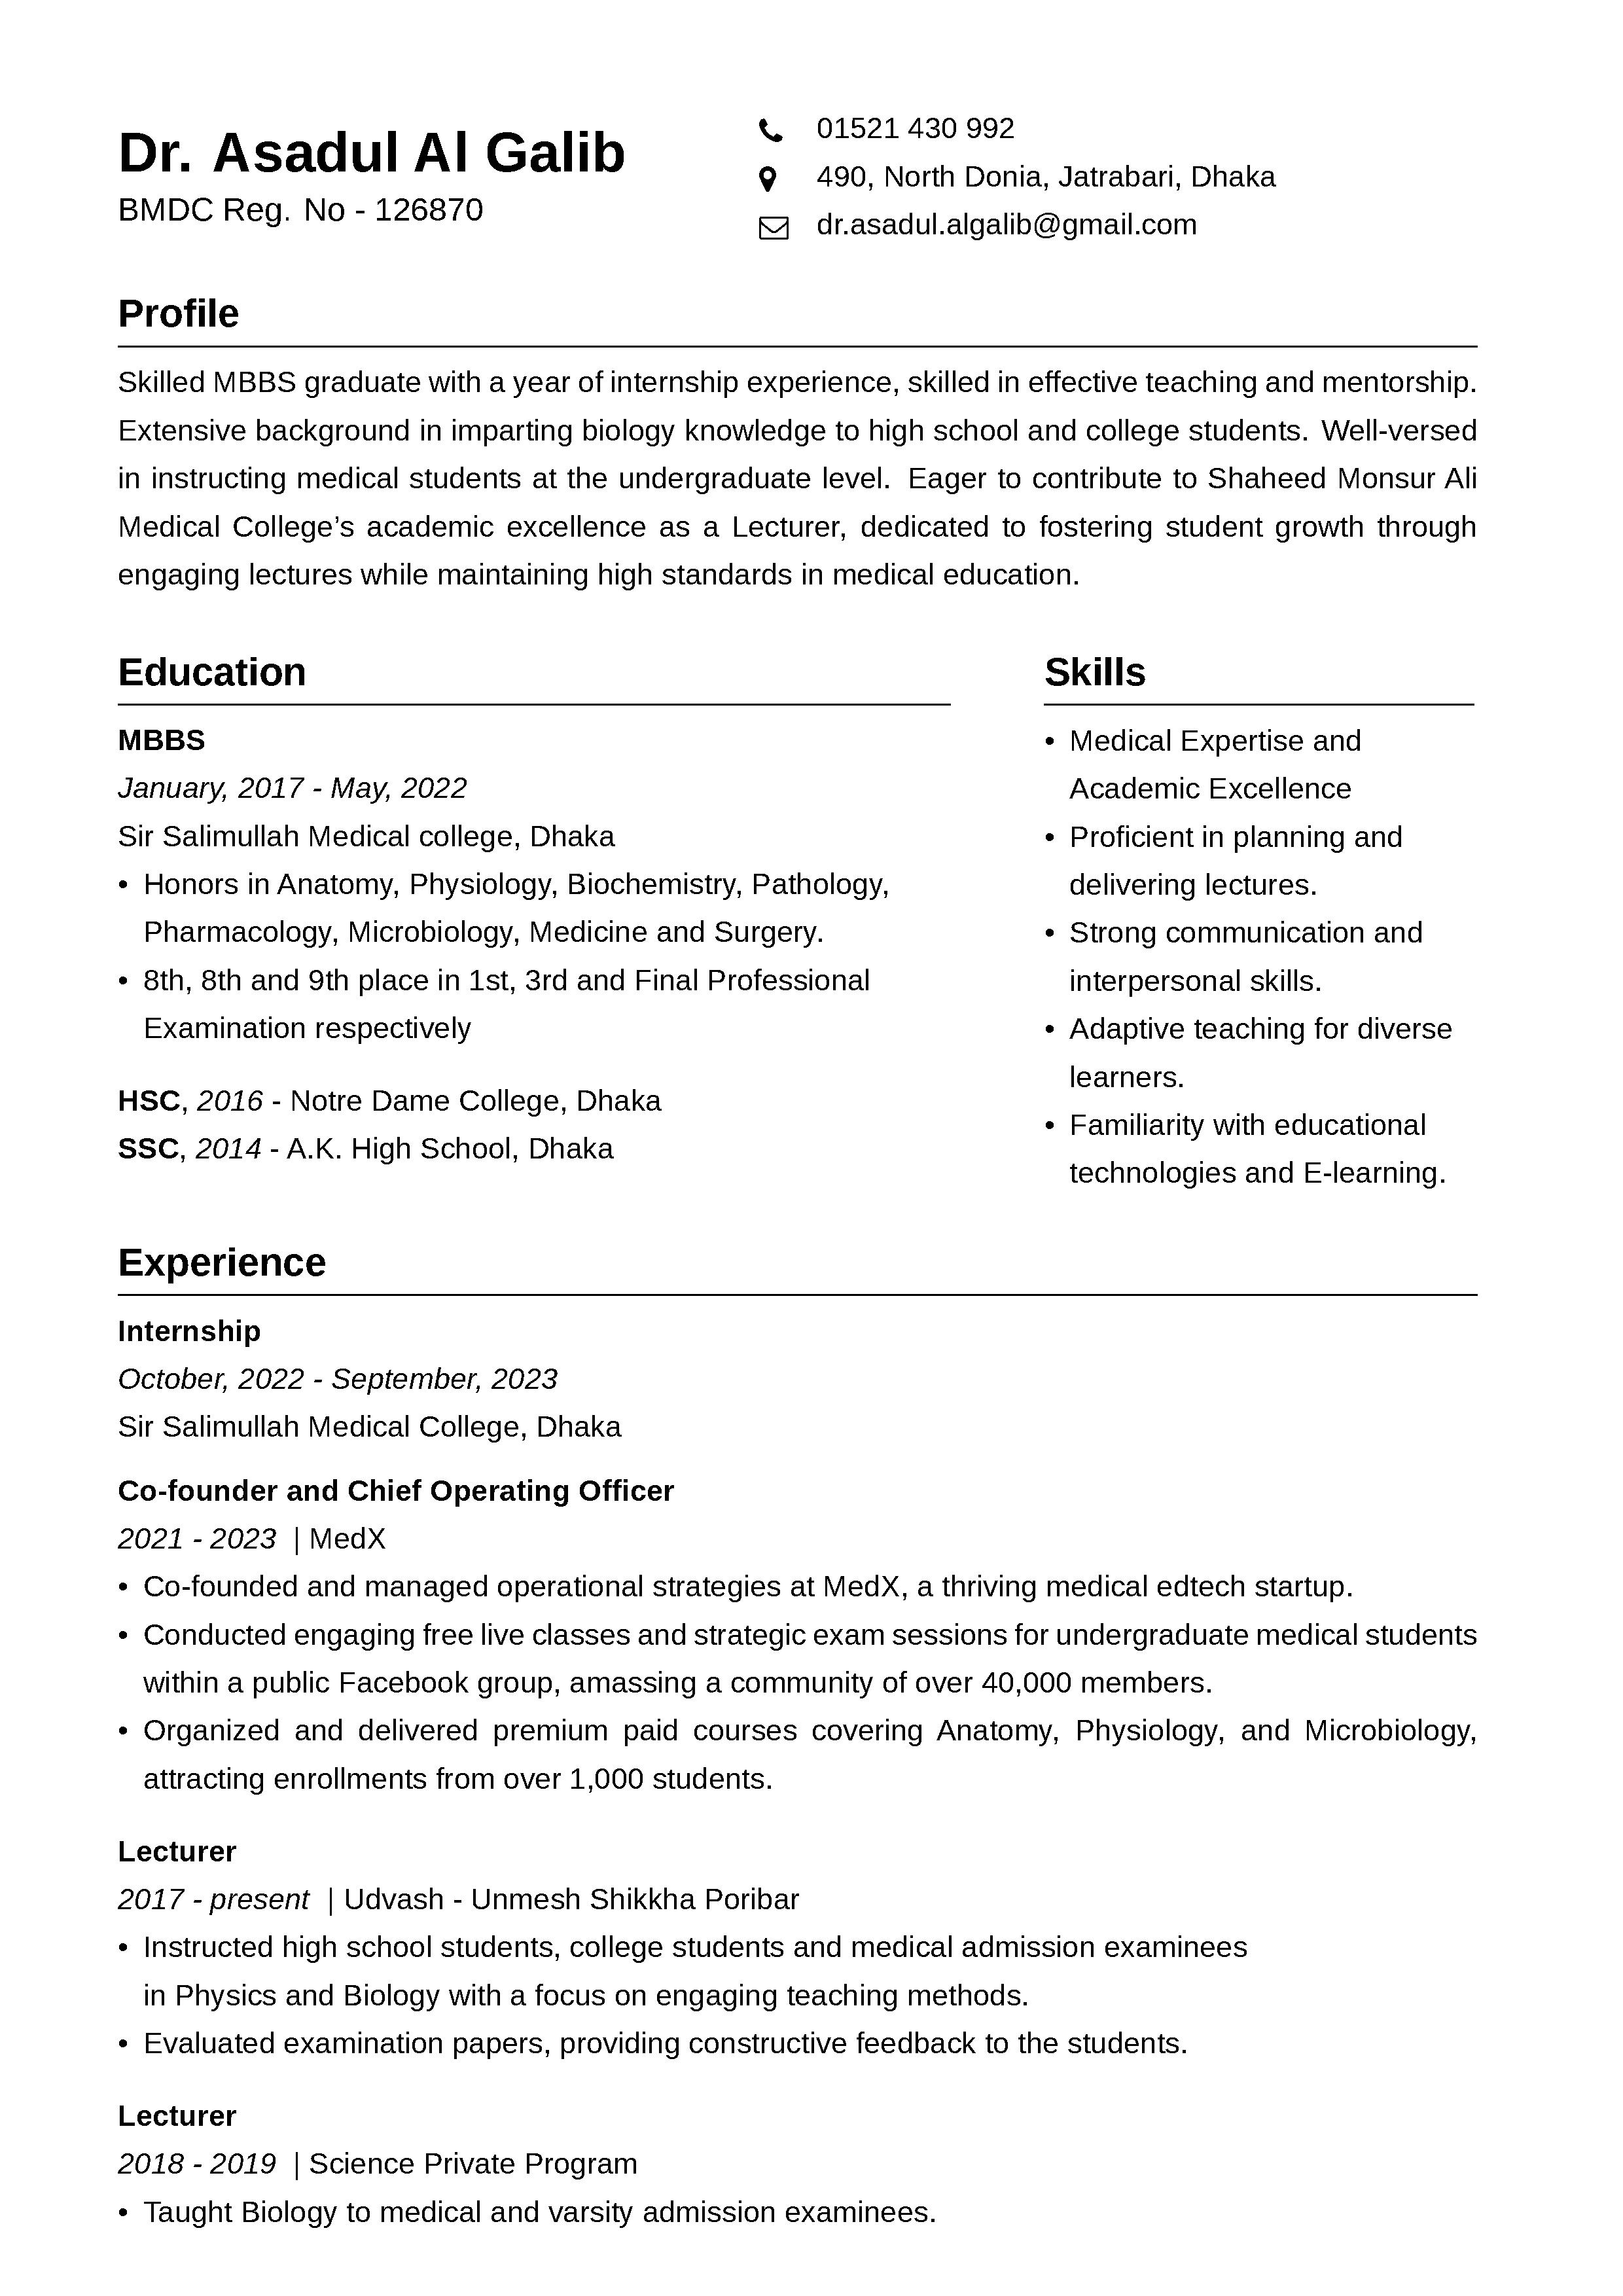 Dr. Asadul Al Galib
BMDC Reg. No - 126870
01521 430 992
490, North Donia, Jatrabari, Dhaka
dr.asadul.algalib@gmail.com
Profile
Skilled MBBS graduate with a year of internship experience, skilled in effective teaching and mentorship.
Extensive background in imparting biology knowledge to high school and college students. Well-versed
in instructing medical students at the undergraduate level. Eager to contribute to Shaheed Monsur Ali
Medical College’s academic excellence as a Lecturer, dedicated to fostering student growth through
engaging lectures while maintaining high standards in medical education.
Education
MBBS
January, 2017 - May, 2022
Sir Salimullah Medical college, Dhaka
• Honors in Anatomy, Physiology, Biochemistry, Pathology,
Pharmacology, Microbiology, Medicine and Surgery.
• 8th, 8th and 9th place in 1st, 3rd and Final Professional
Examination respectively
HSC, 2016 - Notre Dame College, Dhaka
SSC, 2014 - A.K. High School, Dhaka
Skills
• Medical Expertise and
Academic Excellence
• Proficient in planning and
delivering lectures.
• Strong communication and
interpersonal skills.
• Adaptive teaching for diverse
learners.
• Familiarity with educational
technologies and E-learning.
Experience
Internship
October, 2022 - September, 2023
Sir Salimullah Medical College, Dhaka
Co-founder and Chief Operating Officer
2021 - 2023 | MedX
• Co-founded and managed operational strategies at MedX, a thriving medical edtech startup.
• Conducted engaging free live classes and strategic exam sessions for undergraduate medical students
within a public Facebook group, amassing a community of over 40,000 members.
• Organized and delivered premium paid courses covering Anatomy, Physiology, and Microbiology,
attracting enrollments from over 1,000 students.
Lecturer
2017 - present | Udvash - Unmesh Shikkha Poribar
• Instructed high school students, college students and medical admission examinees
in Physics and Biology with a focus on engaging teaching methods.
• Evaluated examination papers, providing constructive feedback to the students.
Lecturer
2018 - 2019 | Science Private Program
• Taught Biology to medical and varsity admission examinees.